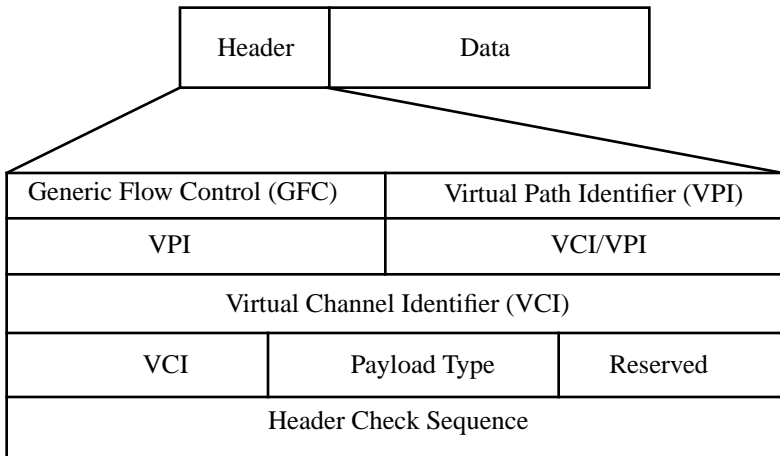 Header Data
Generic Flow Control (GFC) Virtual Path Identifier (VPI)
VPI VCI/VPI
Virtual Channel Identifier (VCI)
VCI Payload Type Reserved
Header Check Sequence